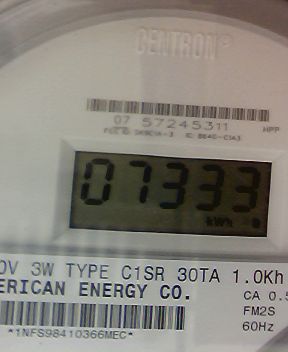 CENTRON®
07 57245311
HPP
07333
kWh
0V 3W TYPE C1SR 30TA 1.0Kh
ERICAN ENERGY CO.
CA 0.5
FM2S
60Hz
*1NFS98410366MEC*